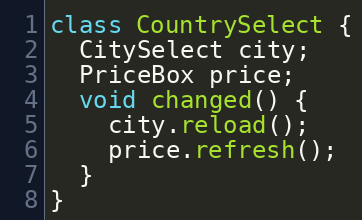 1 class CountrySelect {
2   CitySelect city;
3   PriceBox price;
4   void changed() {
5     city.reload();
6     price.refresh();
7   }
8 }